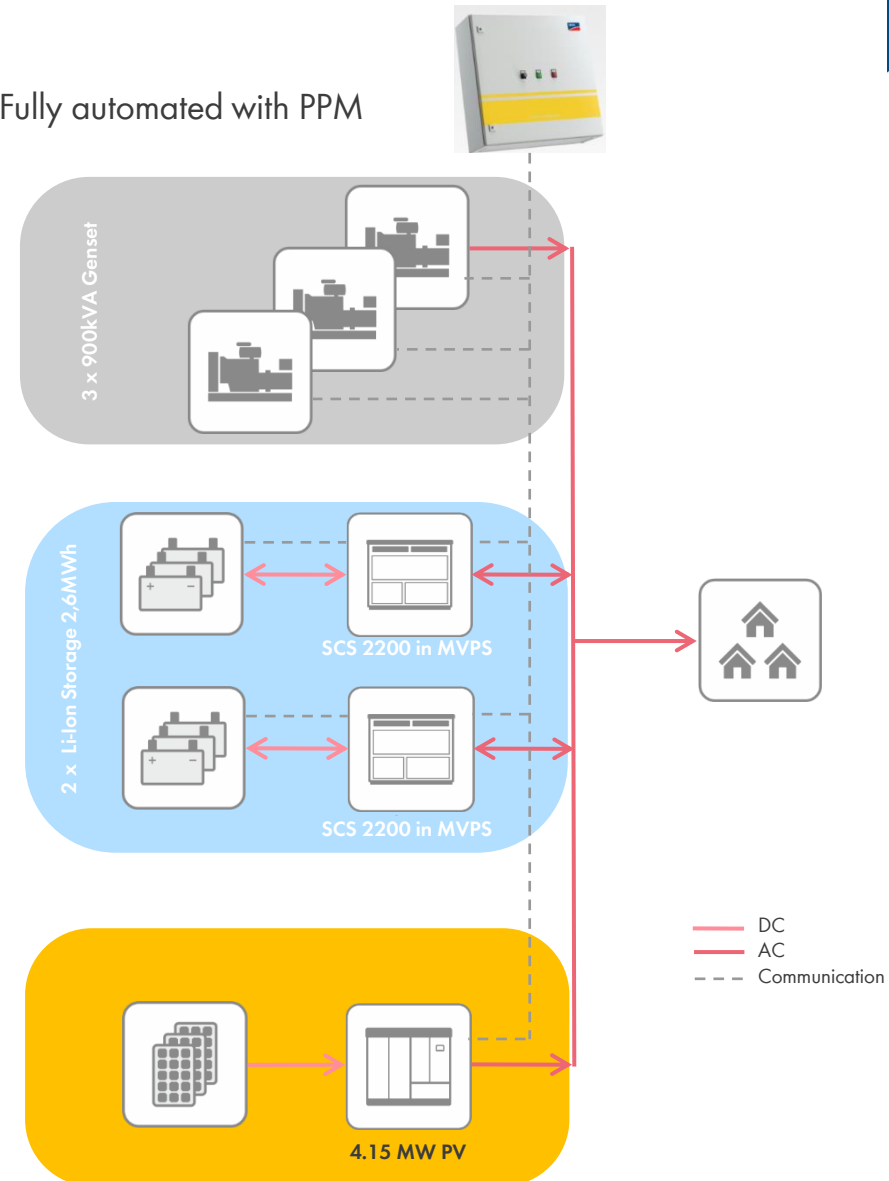 Fully automated with PPM
3 x 900kVA Genset
2 x Li-Ion Storage 2,6MWh
SCS 2200 in MVPS
SCS 2200 in MVPS
4.15 MW PV
DC
AC
Communication